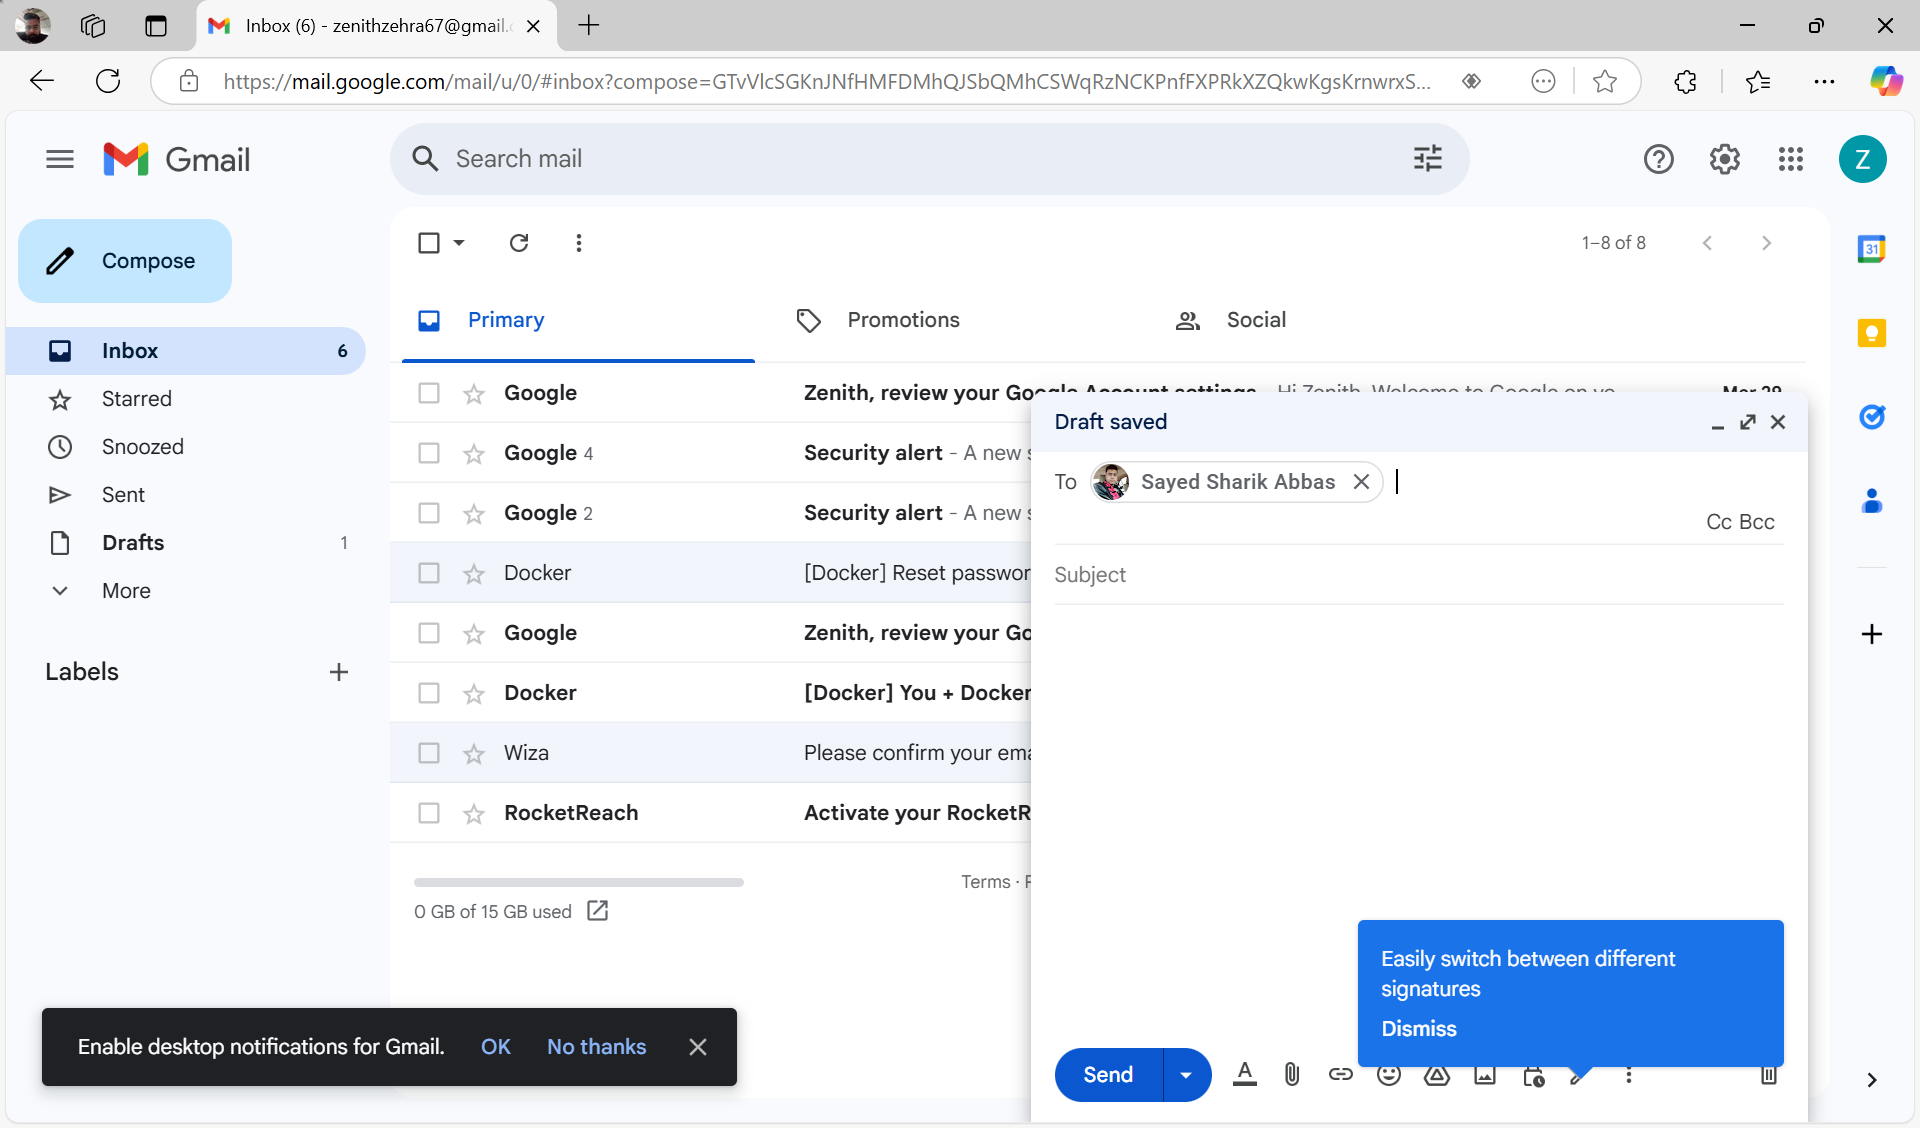 Inbox (6) - zenithzehra67@gmail.
https://mail.google.com/mail/u/0/#inbox?compose=GTvVlcSGKnJNfHMFDMhQJSbQMhCSWqRzNCKPnfFXPRkXZQkwKgsKrnwrxS...
Gmail
Search mail
Z
Compose
1–8 of 8
31
Primary
Promotions
Social
Inbox 6
Starred
Snoozed
Sent
Drafts 1
More
Labels
Google Zenith, review your Google Account settings - Hi Zenith, Welcome to Google on yo... Mar 29
Google 4 Security alert - A new
Google 2 Security alert - A new
Docker [Docker] Reset passwor
Google Zenith, review your Go
Docker [Docker] You + Docker
Wiza Please confirm your ema
RocketReach Activate your RocketR
0 GB of 15 GB used
Terms ·
Draft saved
To Sayed Sharik Abbas
Cc Bcc
Subject
Easily switch between different
signatures
Dismiss
Send
Enable desktop notifications for Gmail. OK No thanks